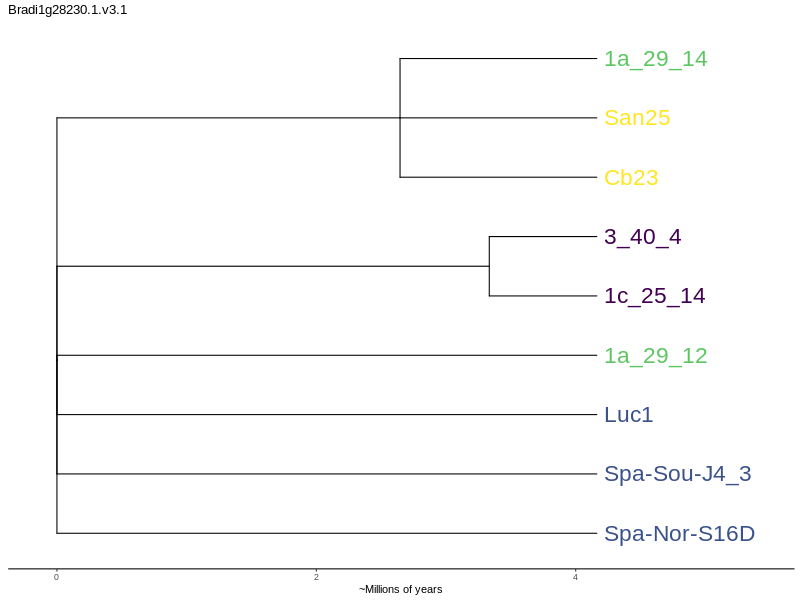 Bradi1g28230.1.v3.1
1a_29_14
San25
Cb23
3_40_4
1c_25_14
1a_29_12
Luc1
Spa-Sou-J4_3
Spa-Nor-S16D
0 2 4
~Millions of years